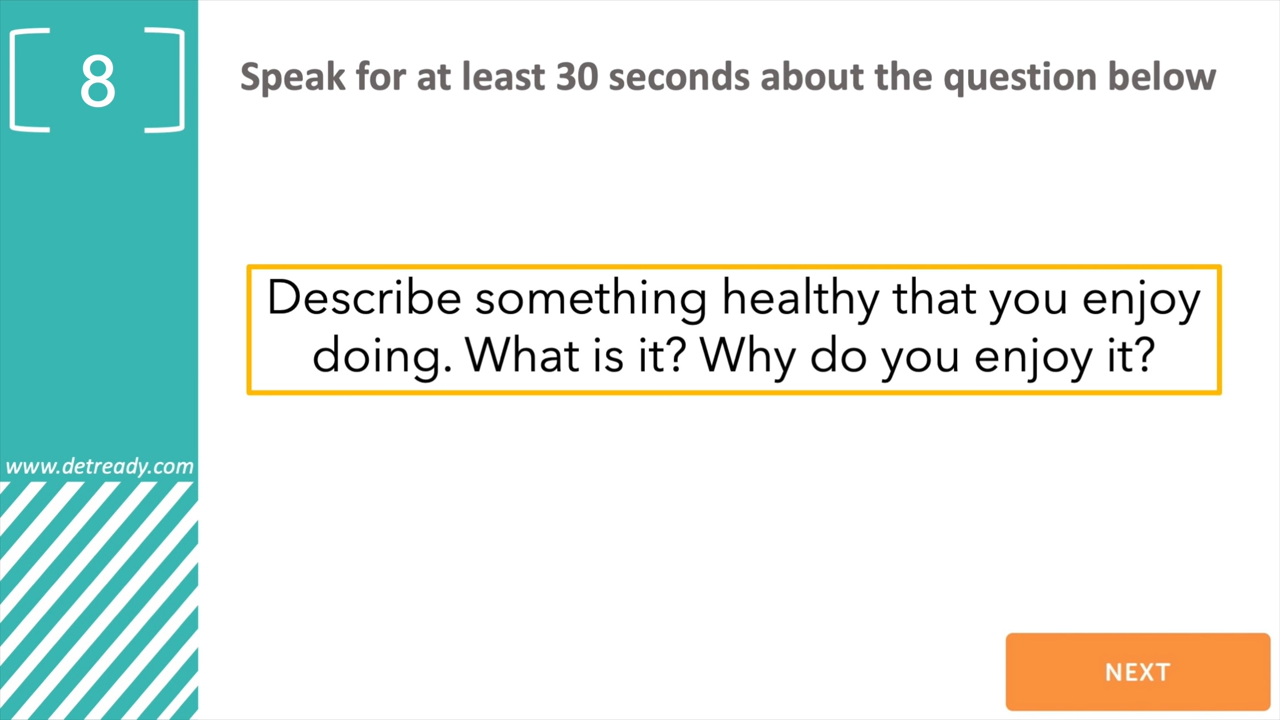 8
Speak for at least 30 seconds about the question below
Describe something healthy that you enjoy
doing. What is it? Why do you enjoy it?
www.detready.com
NEXT